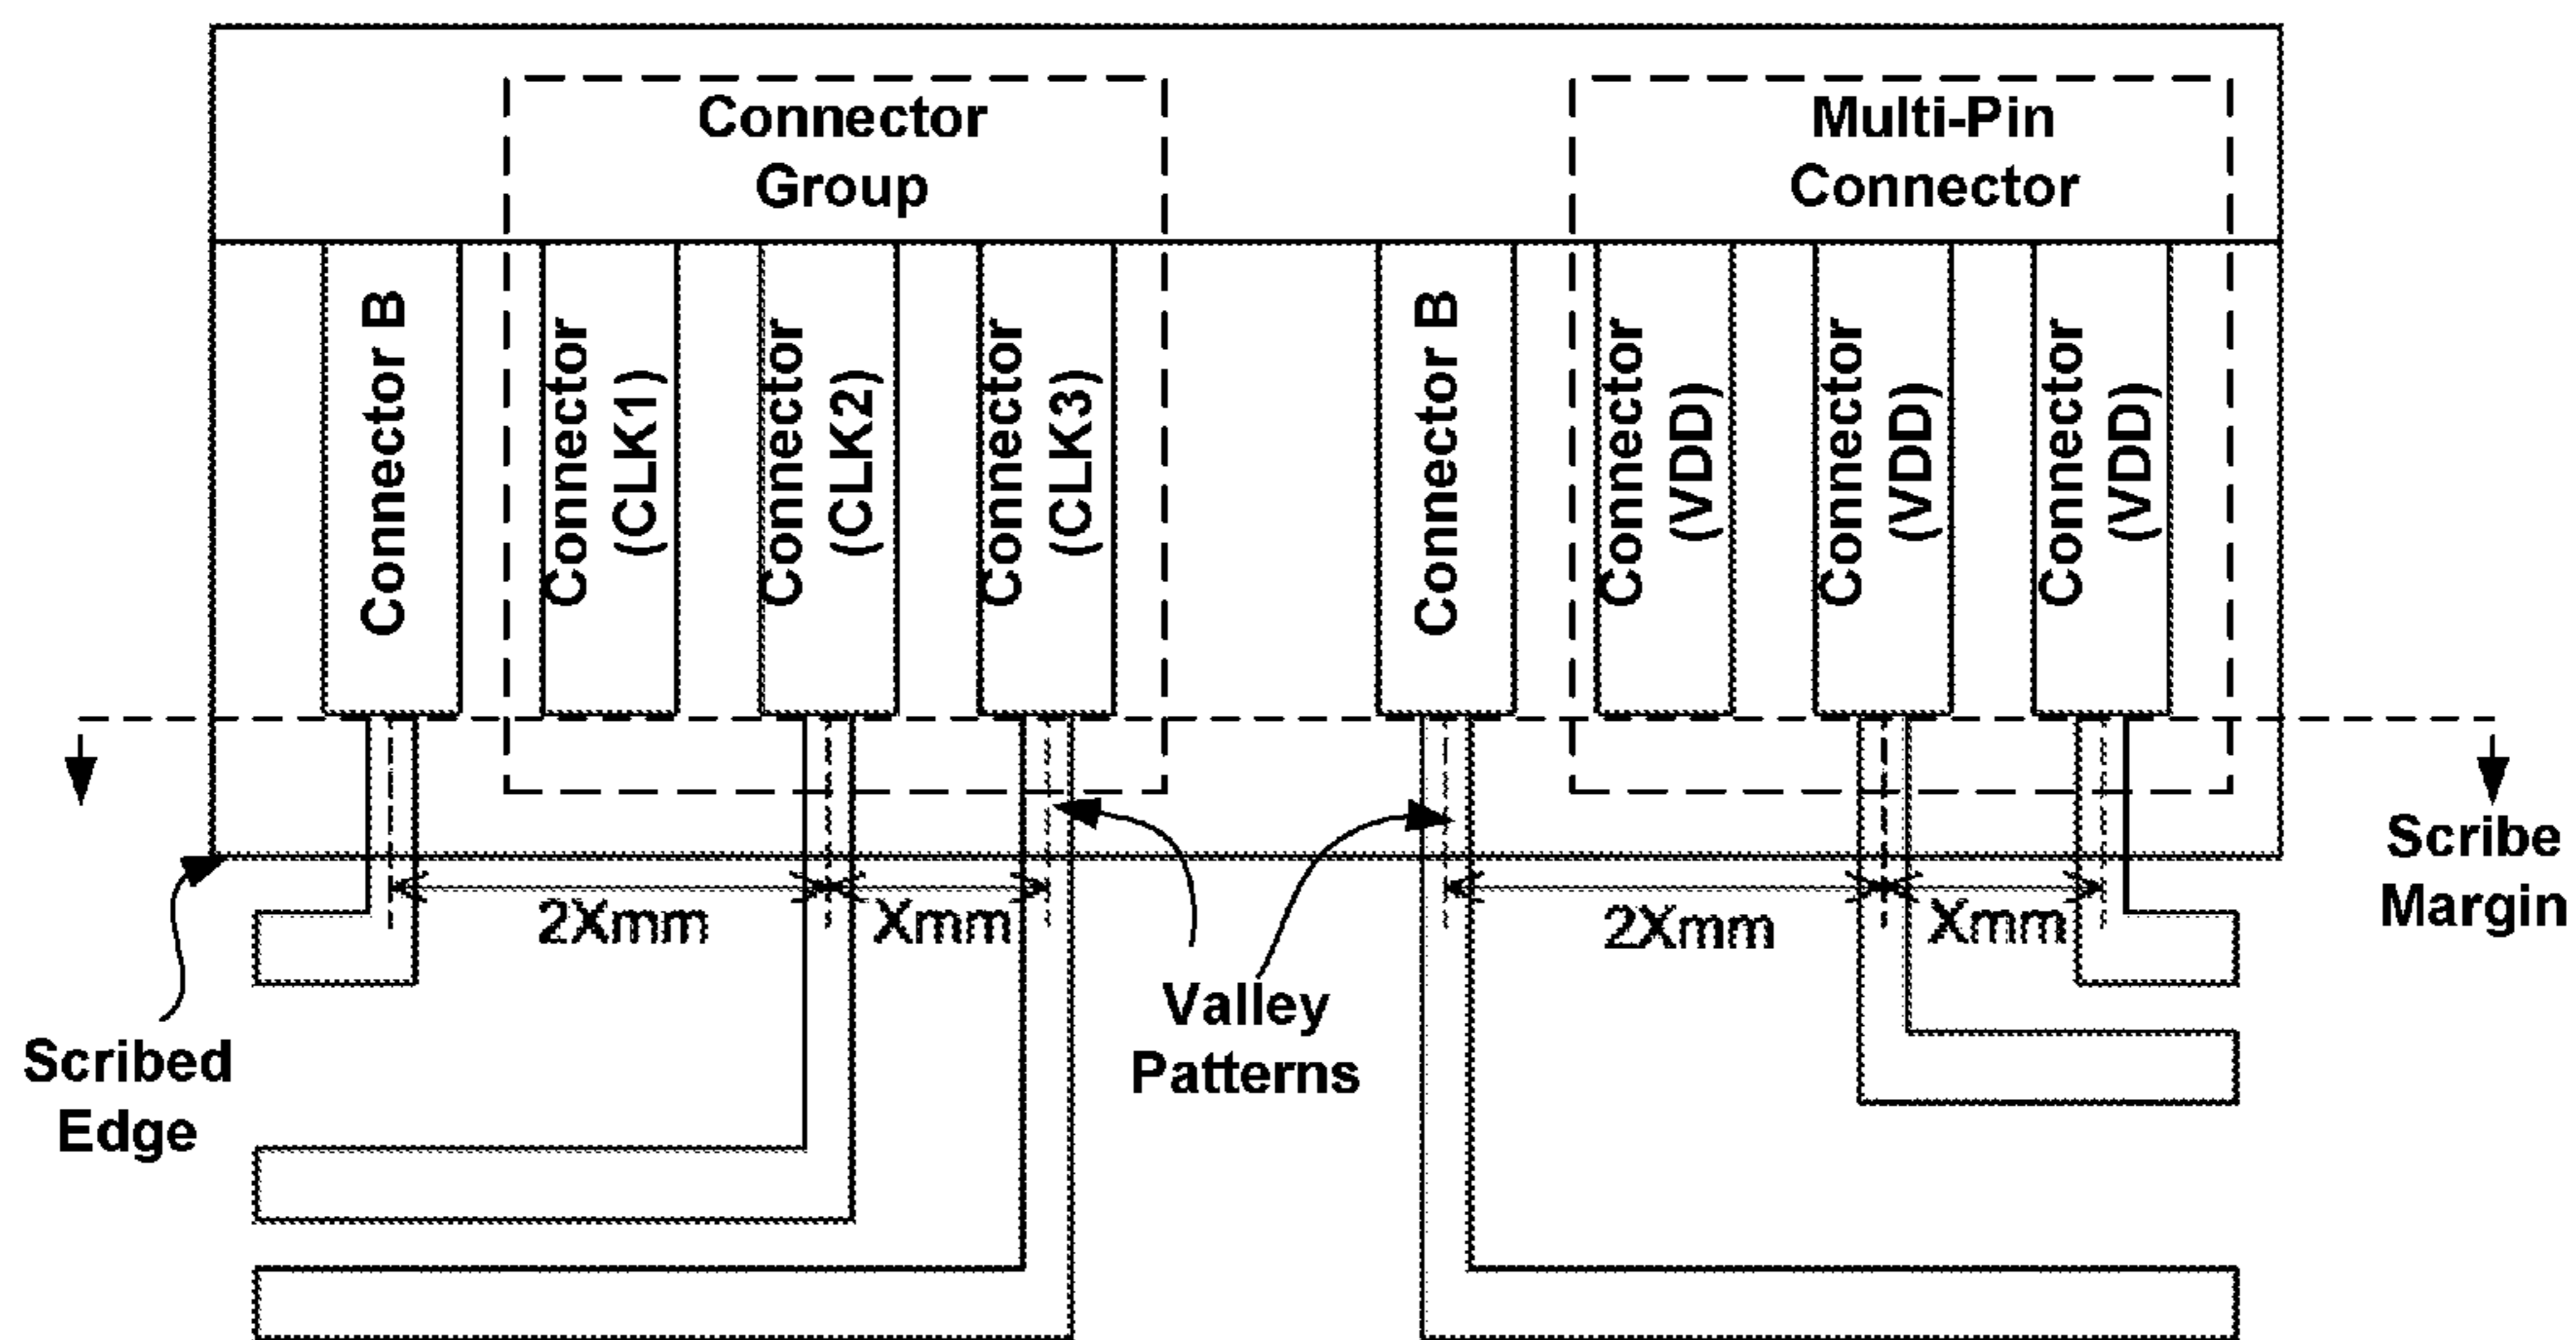 Connector
Group
Multi-Pin
Connector
Connector B
Connector
(CLK1)
Connector
(CLK2)
Connector
(CLK3)
Connector B
Connector
(VDD)
Connector
(VDD)
Connector
(VDD)
Scribe
Margin
2Xmm
Xmm
2Xmm
Xmm
Valley
Patterns
Scribed
Edge